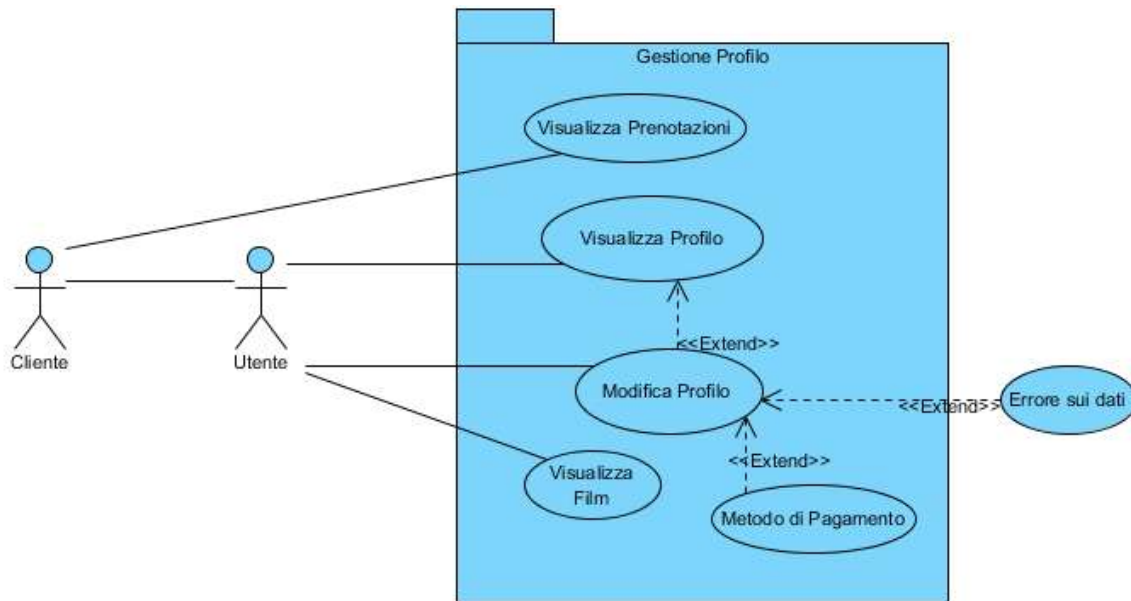 Gestione Profilo
Visualizza Prenotazioni
Visualizza Profilo
<<Extend>>
Cliente
Utente
Modifica Profilo
<<Extend>>
Errore sui dati
<<Extend>>
Visualizza
Film
Metodo di Pagamento